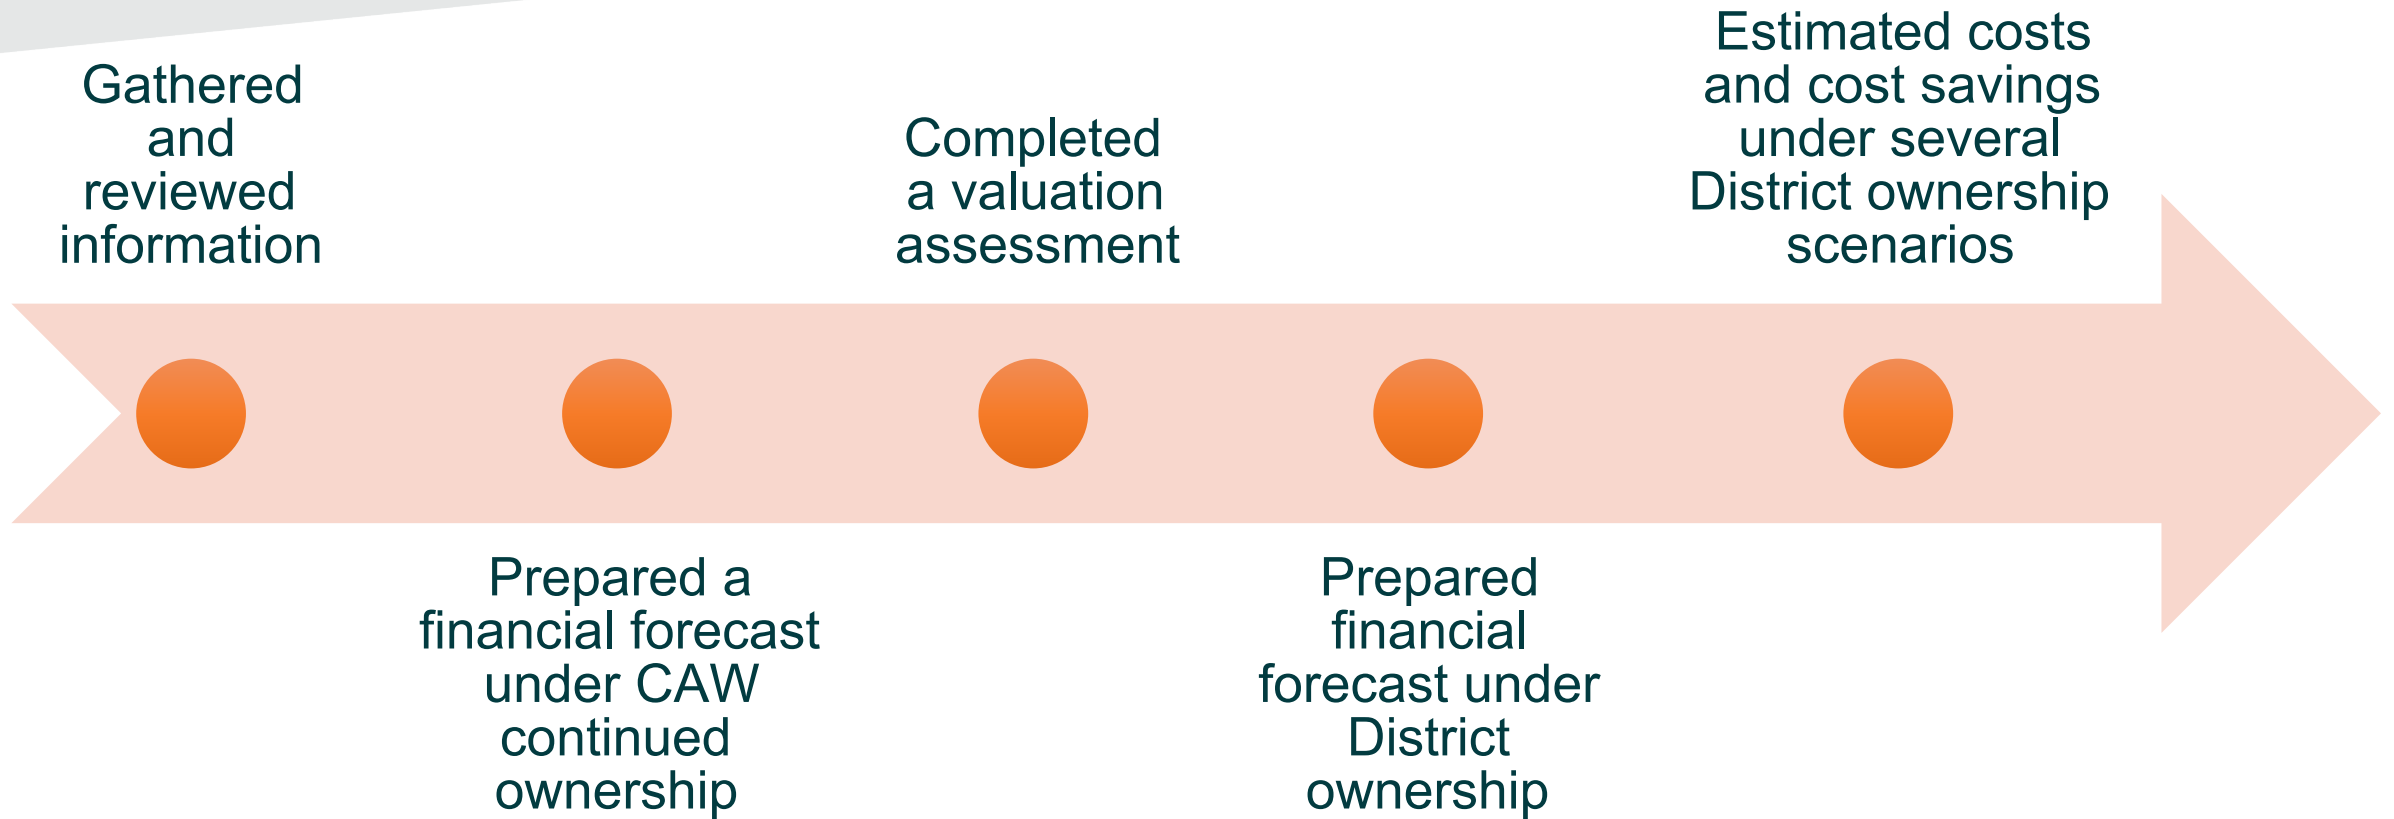 Gathered
and
reviewed
information
Prepared a
financial forecast
under CAW
continued
ownership
Completed
a valuation
assessment
Prepared
financial
forecast under
District
ownership
Estimated costs
and cost savings
under several
District ownership
scenarios